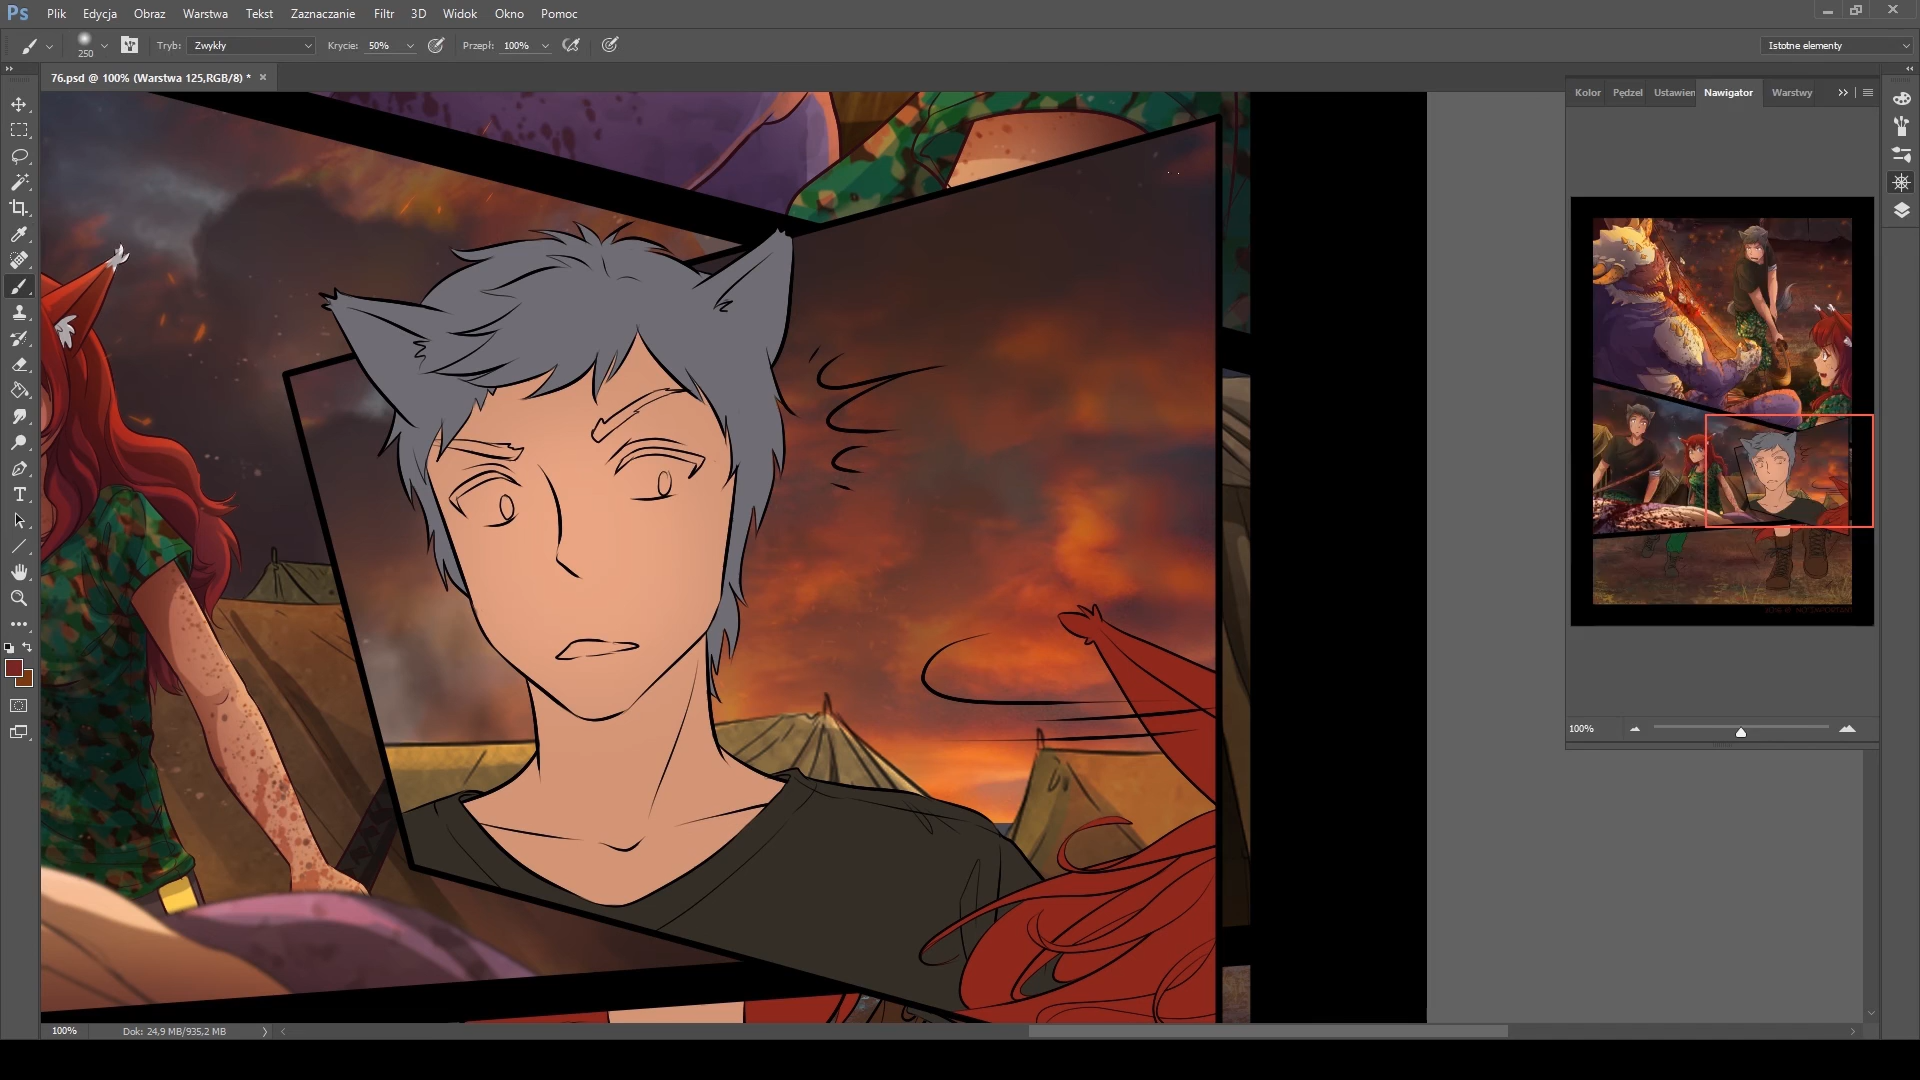 Ps Plik Edycja Obraz Warstwa Tekst Zaznaczanie Filtr 3D Widok Okno Pomoc
250 Tryb: Zwykły Krycie: 50% Przepł: 100% Istotne elementy
76.psd @ 100% (Warstwa 125,RGB/8) *
Kolor Pędzel Ustawien Nawigator Warstwy
100%
100% Dok: 24,9 MB/935,2 MB